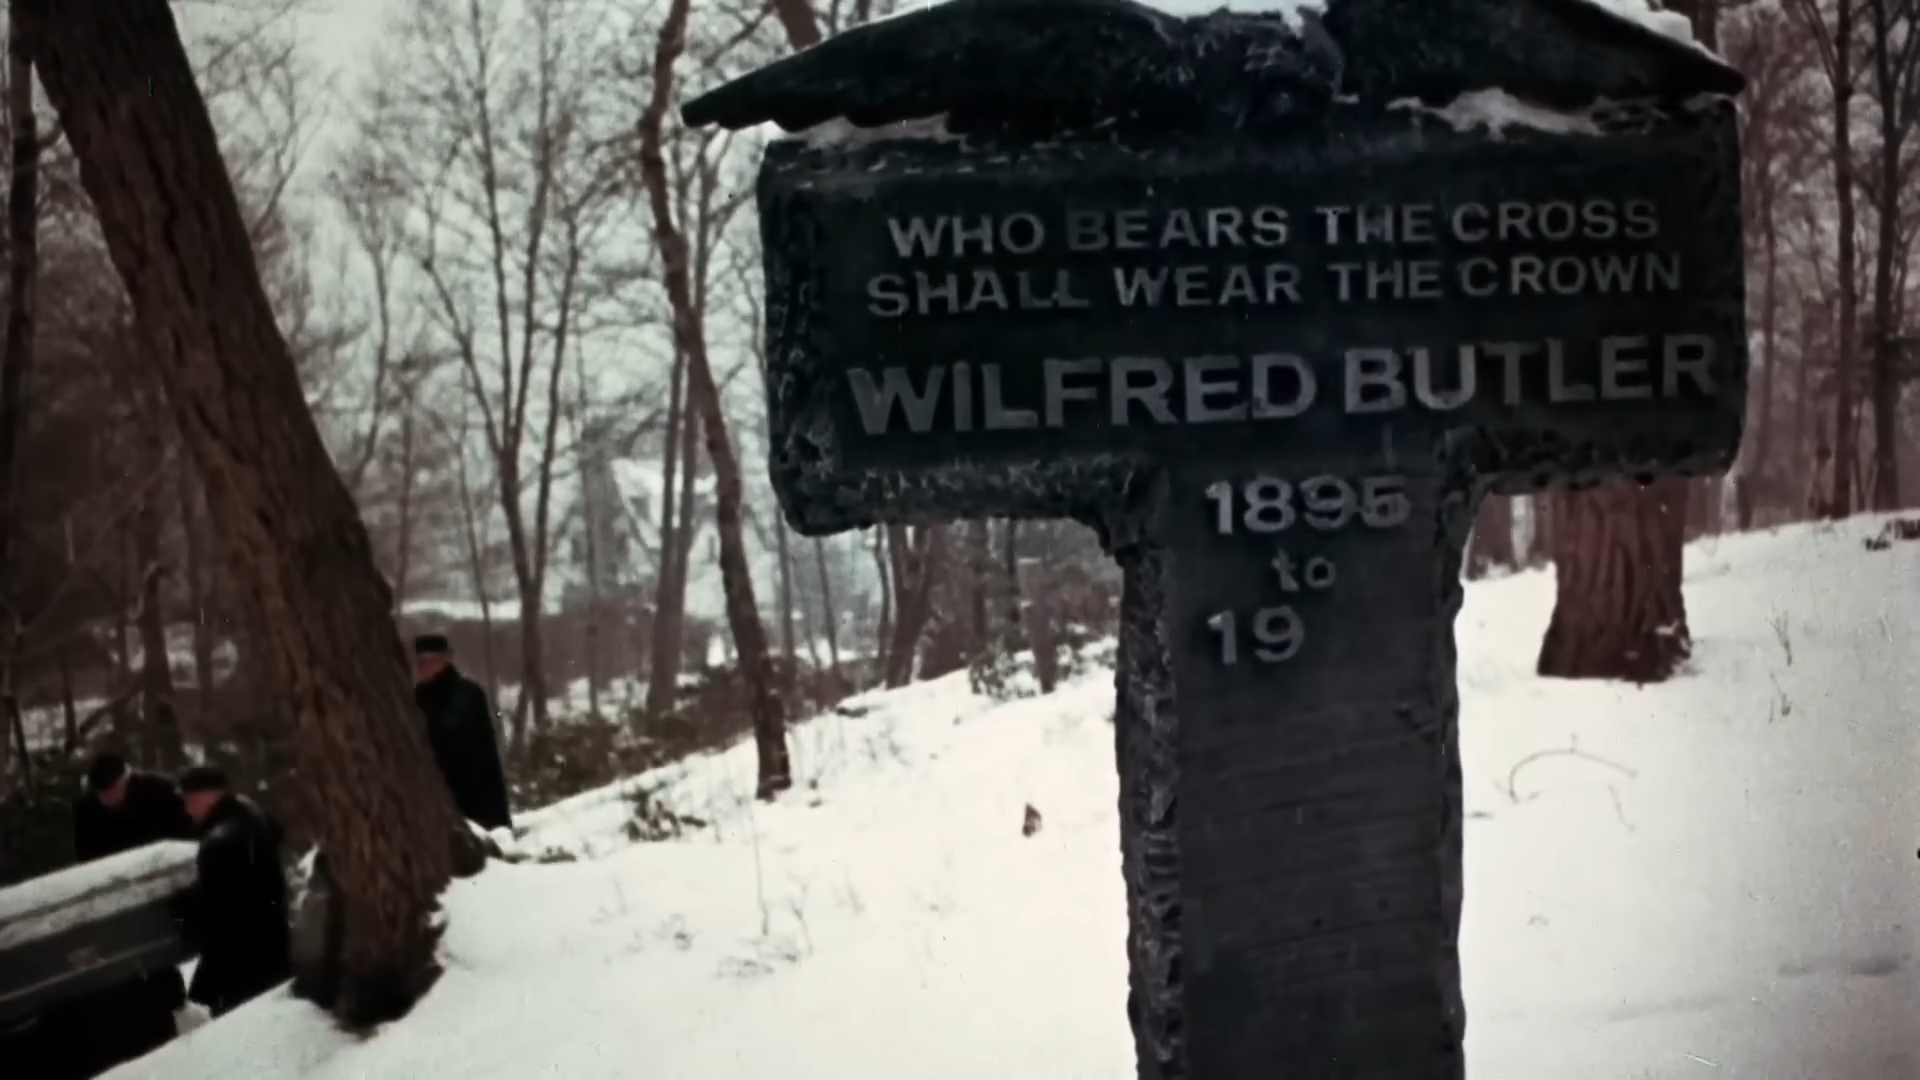 WHO BEARS THE CROSS
SHALL WEAR THE CROWN
WILFRED BUTLER
1895
to
19